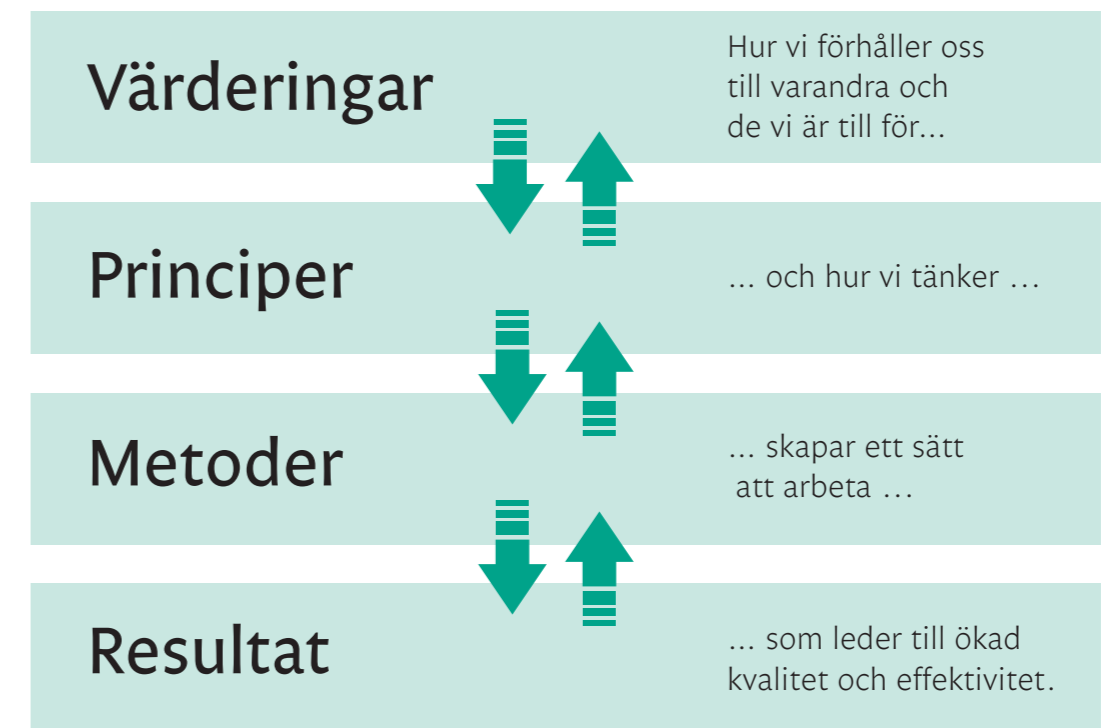 Värderingar
Hur vi förhåller oss
till varandra och
de vi är till för...
Principer
... och hur vi tänker ...
Metoder
... skapar ett sätt
att arbeta ...
Resultat
... som leder till ökad
kvalitet och effektivitet.